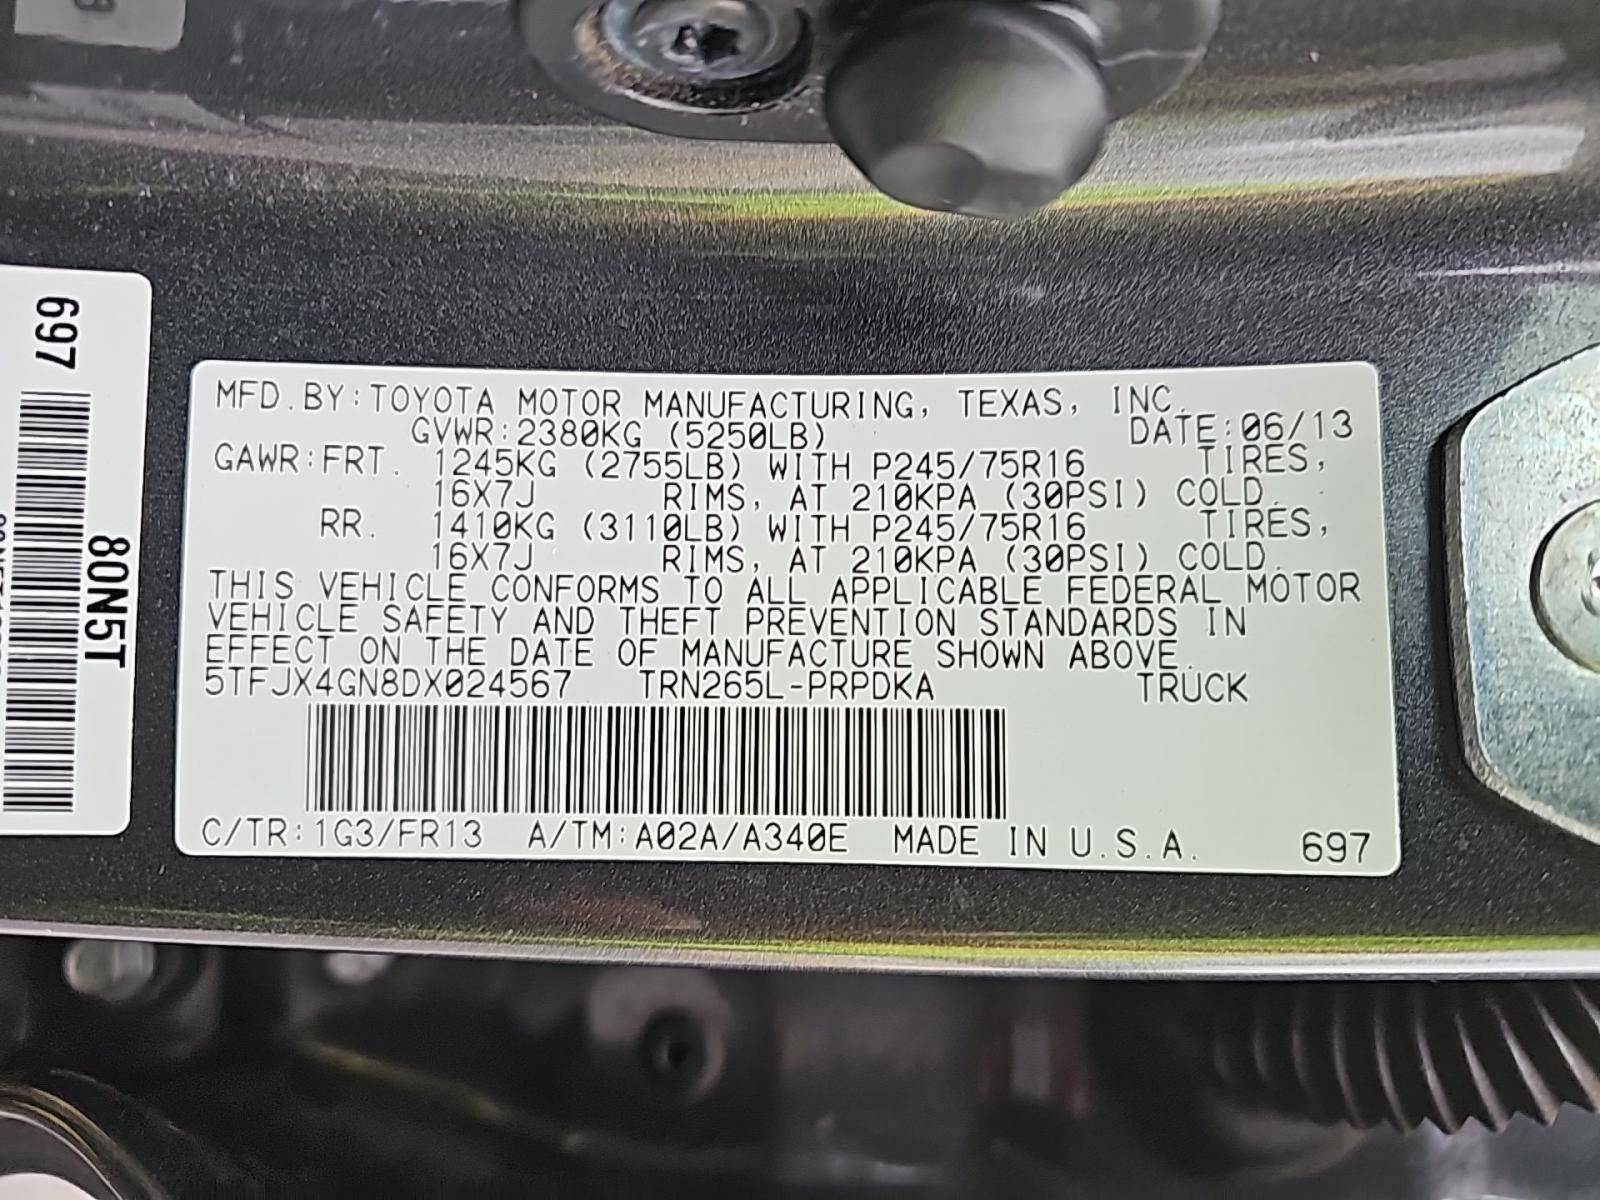 MFD.BY:TOYOTA MOTOR MANUFACTURING, TEXAS, INC.
GVWR:2380KG (5250LB) DATE:06/13
GAWR:FRT. 1245KG (2755LB) WITH P245/75R16 TIRES,
16X7J RIMS, AT 210KPA (30PSI) COLD.
RR. 1410KG (3110LB) WITH P245/75R16 TIRES,
16X7J RIMS, AT 210KPA (30PSI) COLD.
THIS VEHICLE CONFORMS TO ALL APPLICABLE FEDERAL MOTOR
VEHICLE SAFETY AND THEFT PREVENTION STANDARDS IN
EFFECT ON THE DATE OF MANUFACTURE SHOWN ABOVE.
5TFJX4GN8DX024567 TRN265L-PRPDKA TRUCK
C/TR:1G3/FR13 A/TM:A02A/A340E MADE IN U.S.A. 697
697
80N5T